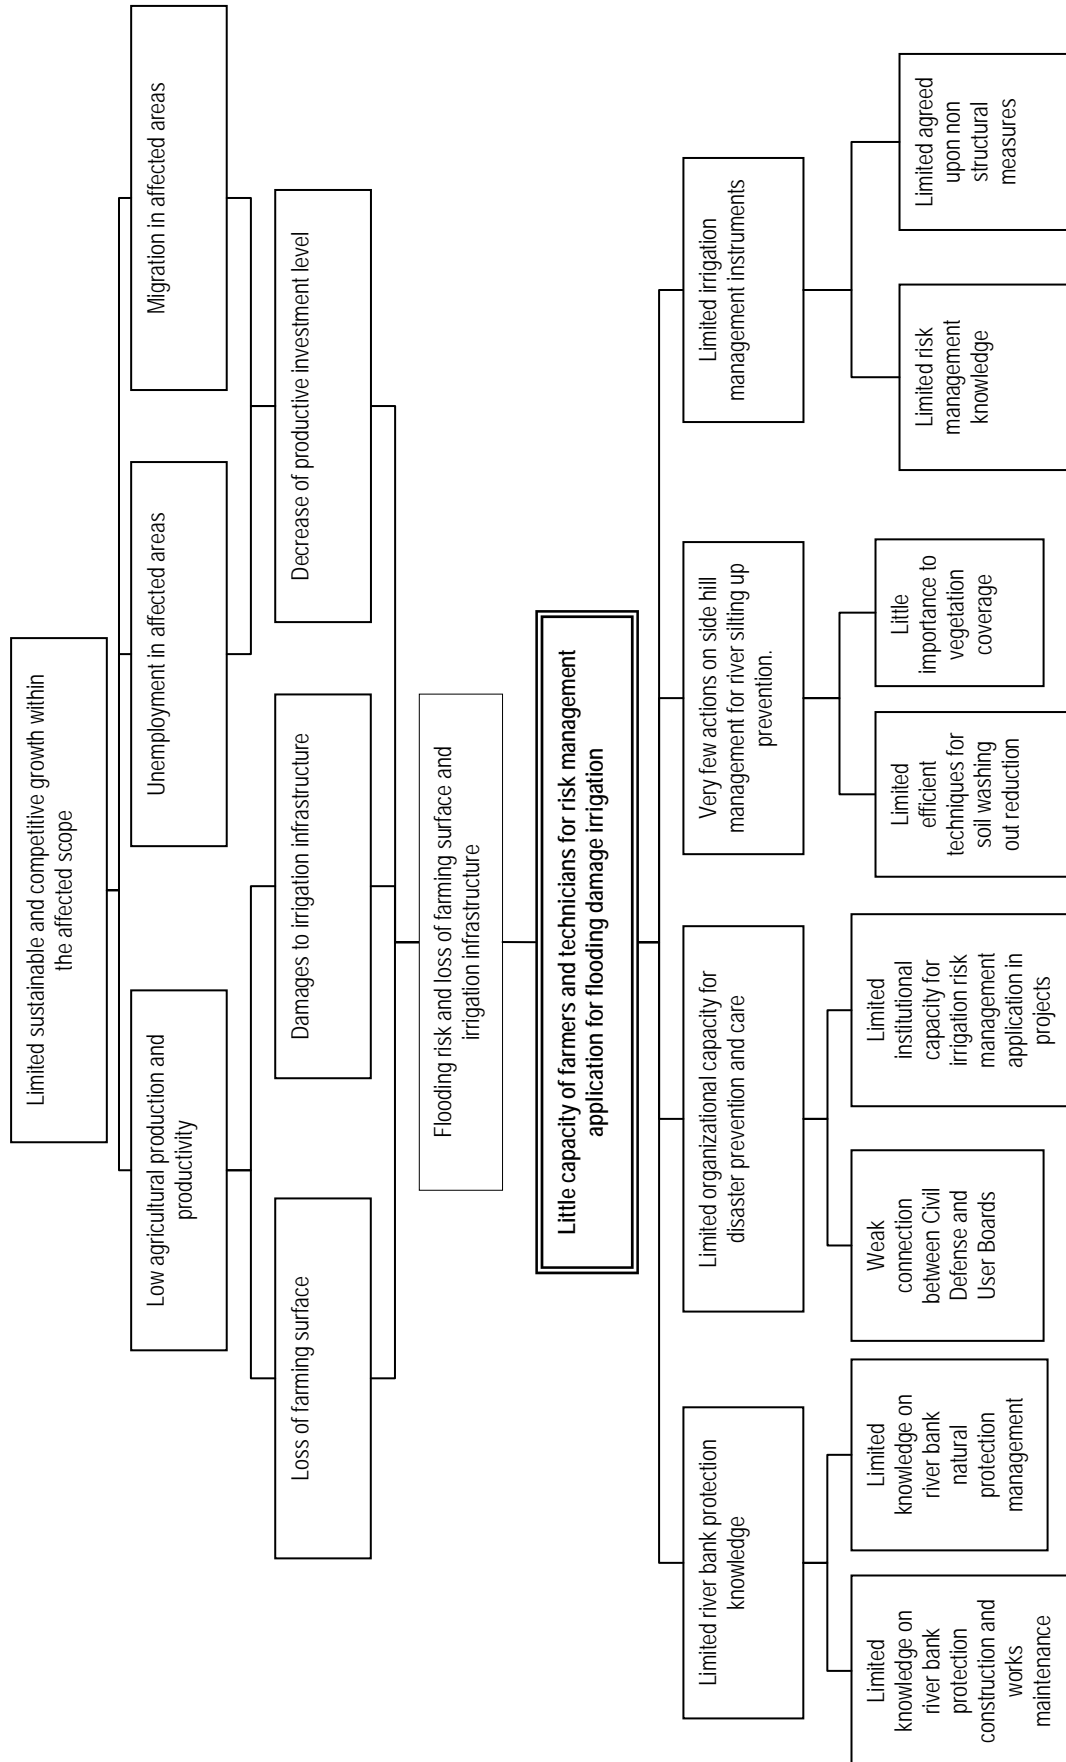 Limited sustainable and competitive growth within
the affected scope
Low agricultural production and
productivity
Unemployment in affected areas
Migration in affected areas
Loss of farming surface
Damages to irrigation infrastructure
Decrease of productive investment level
Flooding risk and loss of farming surface and
irrigation infrastructure
Little capacity of farmers and technicians for risk management
application for flooding damage irrigation
Limited river bank protection
knowledge
Limited organizational capacity for
disaster prevention and care
Very few actions on side hill
management for river silting up
prevention.
Limited irrigation
management instruments
Limited
knowledge on
river bank
protection
construction and
works
maintenance
Limited
knowledge on
river bank
natural
protection
management
Weak
connection
between Civil
Defense and
User Boards
Limited
institutional
capacity for
irrigation risk
management
application in
projects
Limited
efficient
techniques for
soil washing
out reduction
Little
importance to
vegetation
coverage
Limited risk
management
knowledge
Limited agreed
upon non
structural
measures